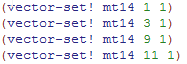 (vector-set! mt14 1 1)
(vector-set! mt14 3 1)
(vector-set! mt14 9 1)
(vector-set! mt14 11 1)